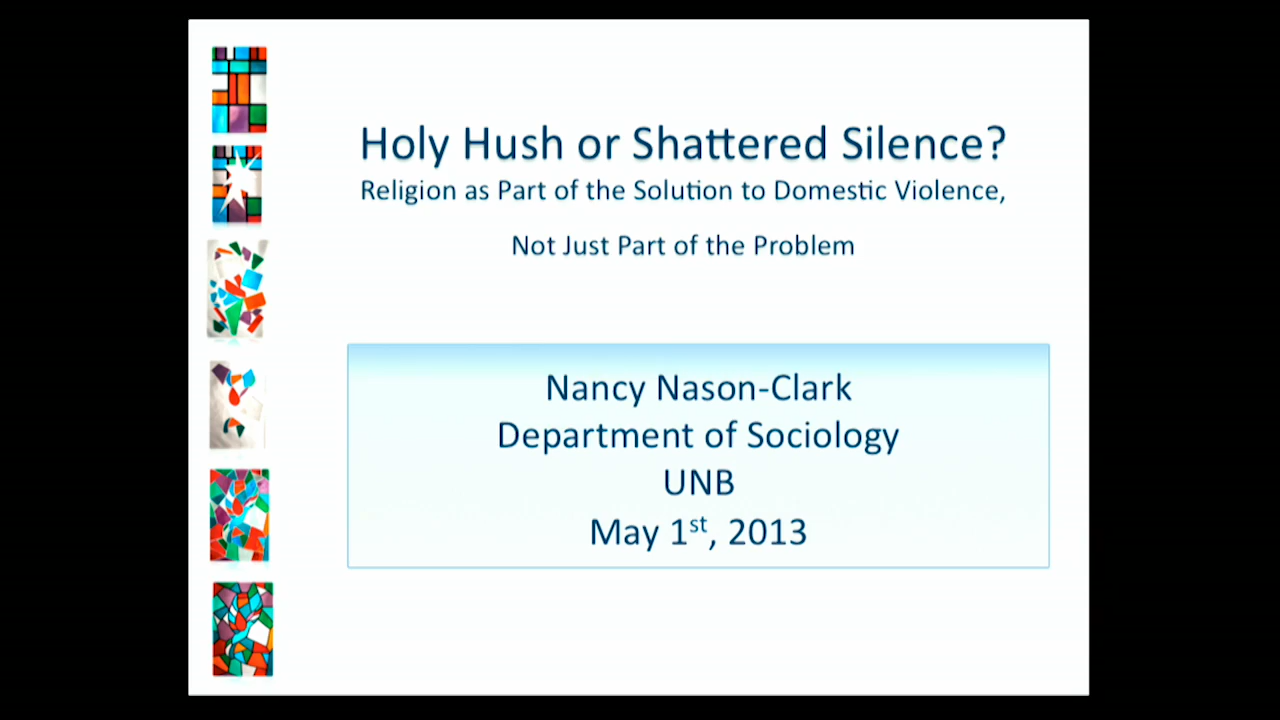 Holy Hush or Shattered Silence?
Religion as Part of the Solution to Domestic Violence,
Not Just Part of the Problem
Nancy Nason-Clark
Department of Sociology
UNB
May 1st, 2013